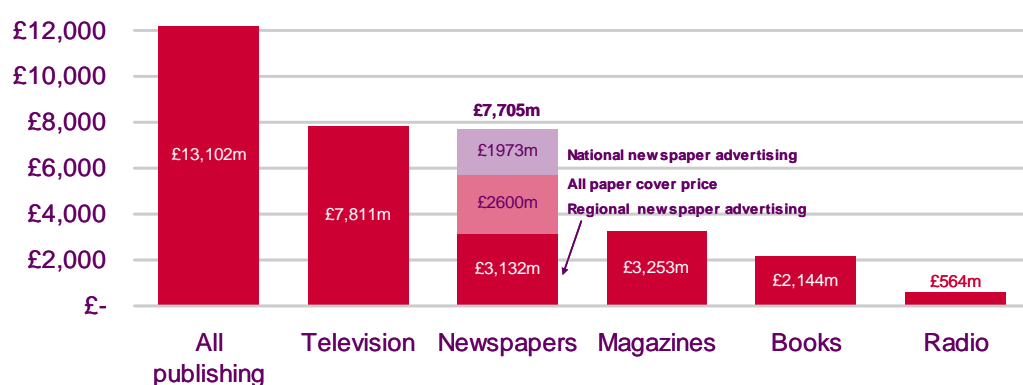 £12,000
£10,000
£8,000
£6,000
£4,000
£2,000
£-
£13,102m
£7,811m
£7,705m
£1973m
£2600m
£3,132m
National newspaper advertising
All paper cover price
Regional newspaper advertising
£3,253m
£2,144m
£564m
All
publishing
Television
Newspapers
Magazines
Books
Radio